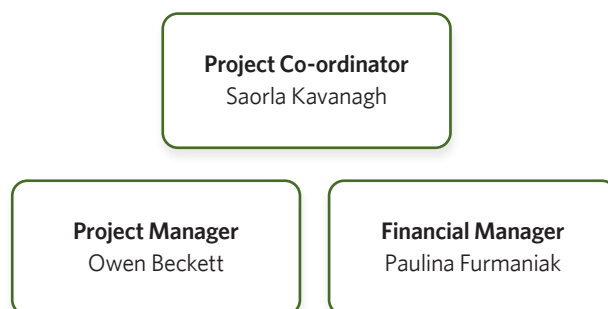 Project Co-ordinator
Saorla Kavanagh
Project Manager
Owen Beckett
Financial Manager
Paulina Furmaniak